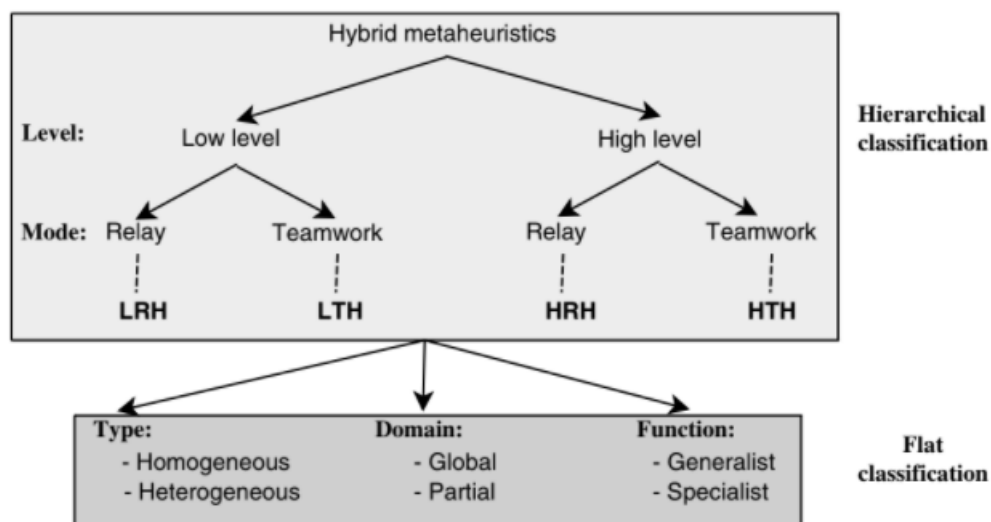 Hybrid metaheuristics
Hierarchical
classification
Level:
Low level
High level
Mode:
Relay
Teamwork
Relay
Teamwork
LRH
LTH
HRH
HTH
Type:
- Homogeneous
- Heterogeneous
Domain:
- Global
- Partial
Function:
- Generalist
- Specialist
Flat
classification